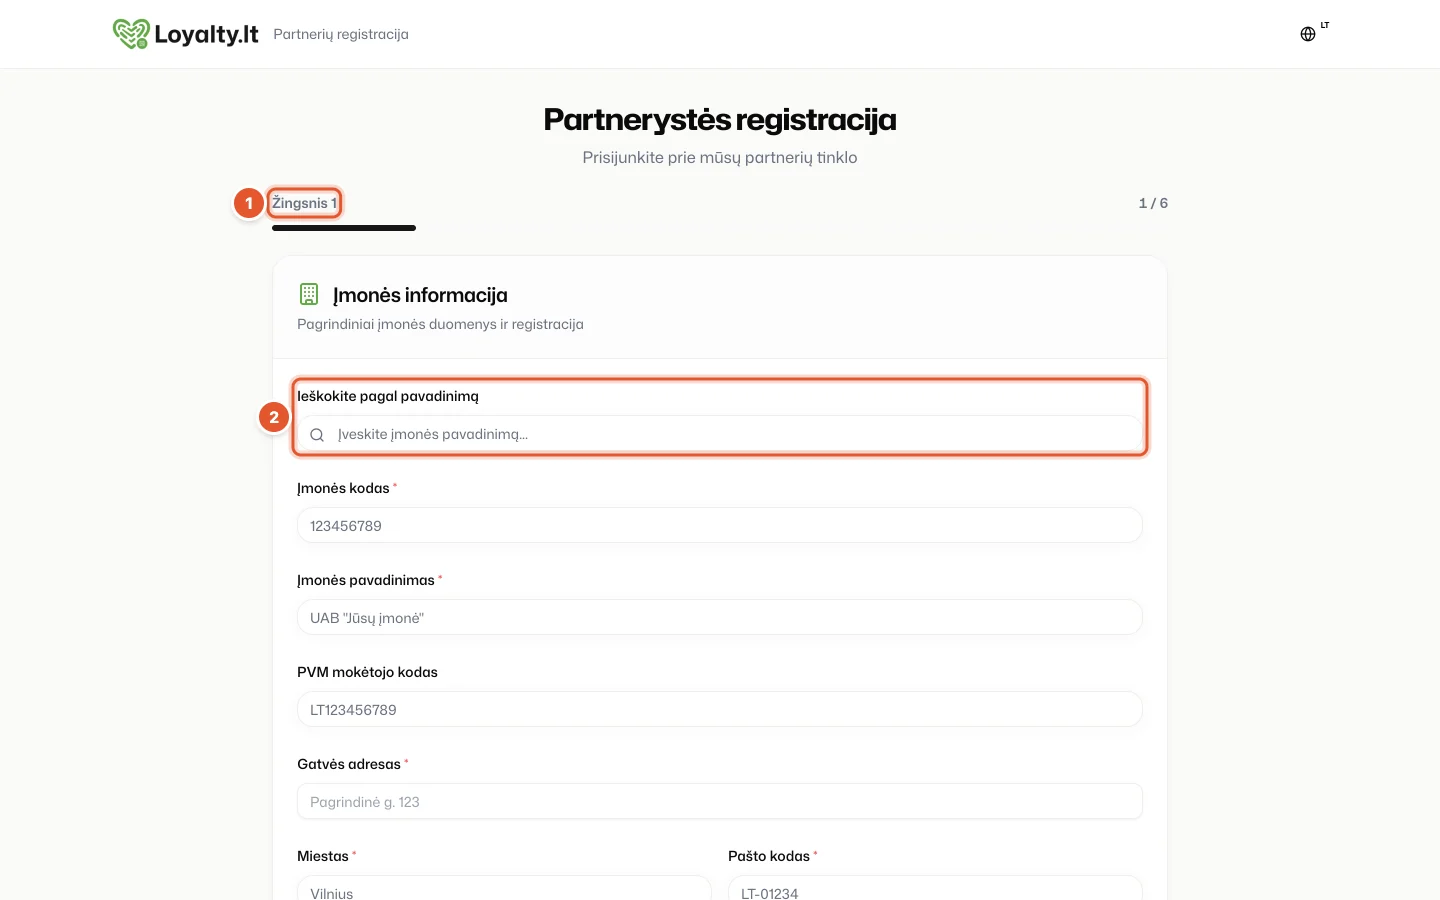 Loyalty.lt
Partnerių registracija
LT
Partnerystės registracija
Prisijunkite prie mūsų partnerių tinklo
1
Žingsnis 1
1 / 6
Įmonės informacija
Pagrindiniai įmonės duomenys ir registracija
2
Ieškokite pagal pavadinimą
Įveskite įmonės pavadinimą...
Įmonės kodas *
123456789
Įmonės pavadinimas *
UAB "Jūsų įmonė"
PVM mokėtojo kodas
LT123456789
Gatvės adresas *
Pagrindinė g. 123
Miestas *
Pašto kodas *
Vilnius
LT-01234